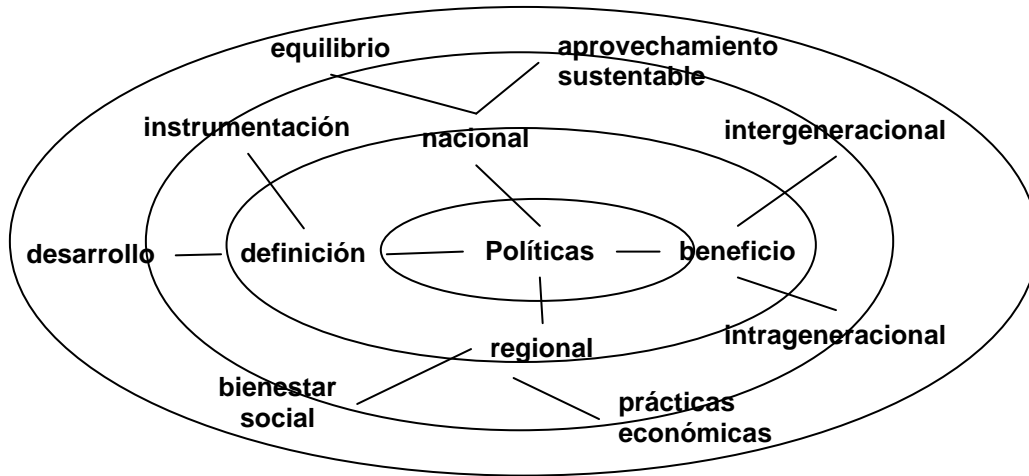 equilibrio
aprovechamiento
sustentable
instrumentación
nacional
intergeneracional
desarrollo
definición
Políticas
beneficio
regional
intrageneracional
bienestar
social
prácticas
económicas